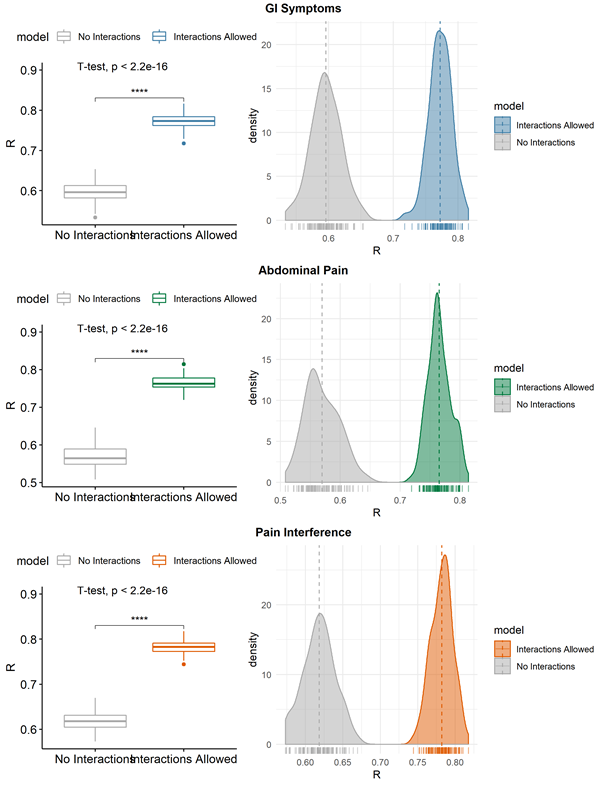 GI Symptoms
model No Interactions Interactions Allowed
T-test, p < 2.2e-16
****
0.9
0.8
0.7
0.6
R
No Interactions Interactions Allowed
20
15
10
5
0
density
0.6 0.7 0.8
R
model
Interactions Allowed
No Interactions
Abdominal Pain
model No Interactions Interactions Allowed
T-test, p < 2.2e-16
****
0.9
0.8
0.7
0.6
0.5
R
No Interactions Interactions Allowed
20
15
10
5
0
density
0.5 0.6 0.7 0.8
R
model
Interactions Allowed
No Interactions
Pain Interference
model No Interactions Interactions Allowed
T-test, p < 2.2e-16
****
0.9
0.8
0.7
0.6
R
No Interactions Interactions Allowed
20
10
0
density
0.60 0.65 0.70 0.75 0.80
R
model
Interactions Allowed
No Interactions